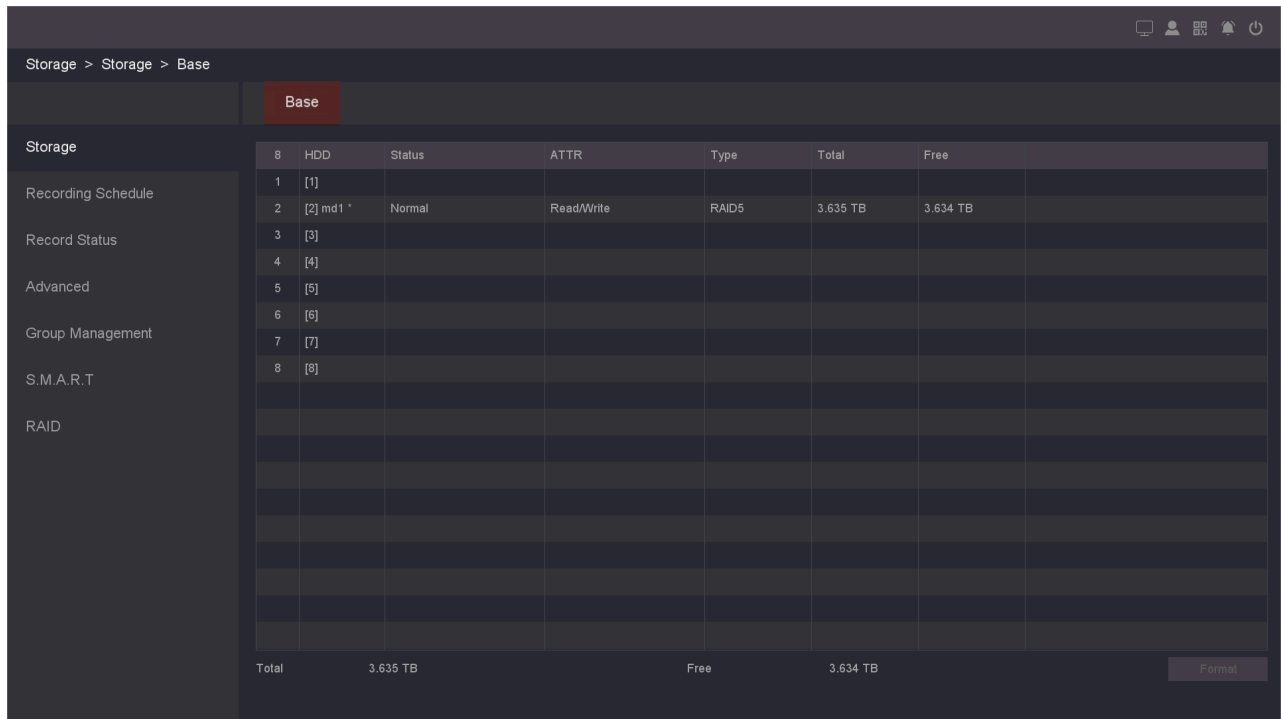 Storage > Storage > Base
Base
Storage
Recording Schedule
Record Status
Advanced
Group Management
S.M.A.R.T
RAID
8 HDD Status ATTR Type Total Free
1 [1]
2 [2] md1 * Normal Read/Write RAID5 3.635 TB 3.634 TB
3 [3]
4 [4]
5 [5]
6 [6]
7 [7]
8 [8]
Total 3.635 TB Free 3.634 TB Format